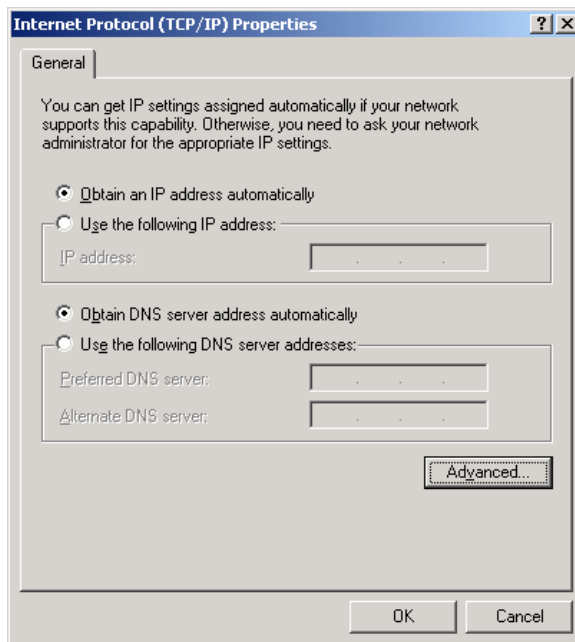 Internet Protocol (TCP/IP) Properties
General
You can get IP settings assigned automatically if your network
supports this capability. Otherwise, you need to ask your network
administrator for the appropriate IP settings.
Obtain an IP address automatically
Use the following IP address:
IP address:
Obtain DNS server address automatically
Use the following DNS server addresses:
Preferred DNS server:
Alternate DNS server:
Advanced...
OK Cancel